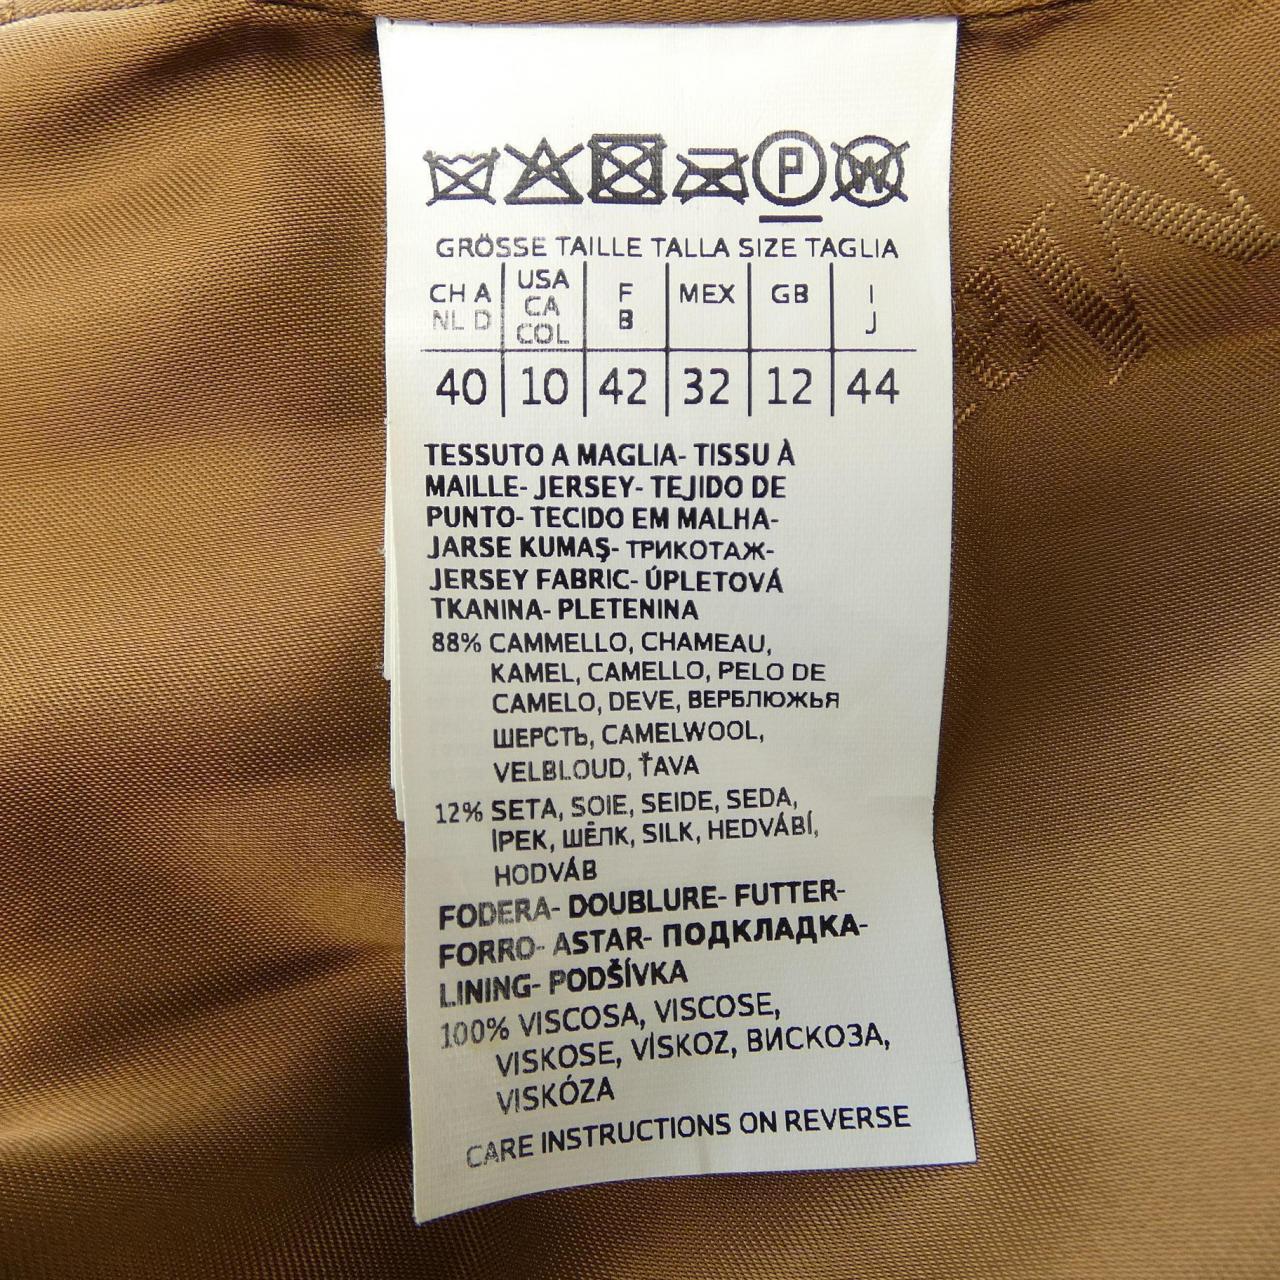 P W
GRÖSSE TAILLE TALLA SIZE TAGLIA
CH A USA F MEX GB I
NL D CA B J
COL
40 10 42 32 12 44
TESSUTO A MAGLIA- TISSU À
MAILLE- JERSEY- TEJIDO DE
PUNTO- TECIDO EM MALHA-
JARSE KUMAŞ- ТРИКОТАЖ-
JERSEY FABRIC- ÚPLETOVÁ
TKANINA- PLETENINA
88% CAMMELLO, CHAMEAU,
KAMEL, CAMELLO, PELO DE
CAMELO, DEVE, ВЕРБЛЮЖЬЯ
ШЕРСТЬ, CAMELWOOL,
VELBLOUD, ŤAVA
12% SETA, SOIE, SEIDE, SEDA,
İPEK, ШЁЛК, SILK, HEDVÁBÍ,
HODVÁB
FODERA- DOUBLURE- FUTTER-
FORRO- ASTAR- ПОДКЛАДКА-
LINING- PODŠÍVKA
100% VISCOSA, VISCOSE,
VISKOSE, VİSKOZ, ВИСКОЗА,
VISKÓZA
CARE INSTRUCTIONS ON REVERSE